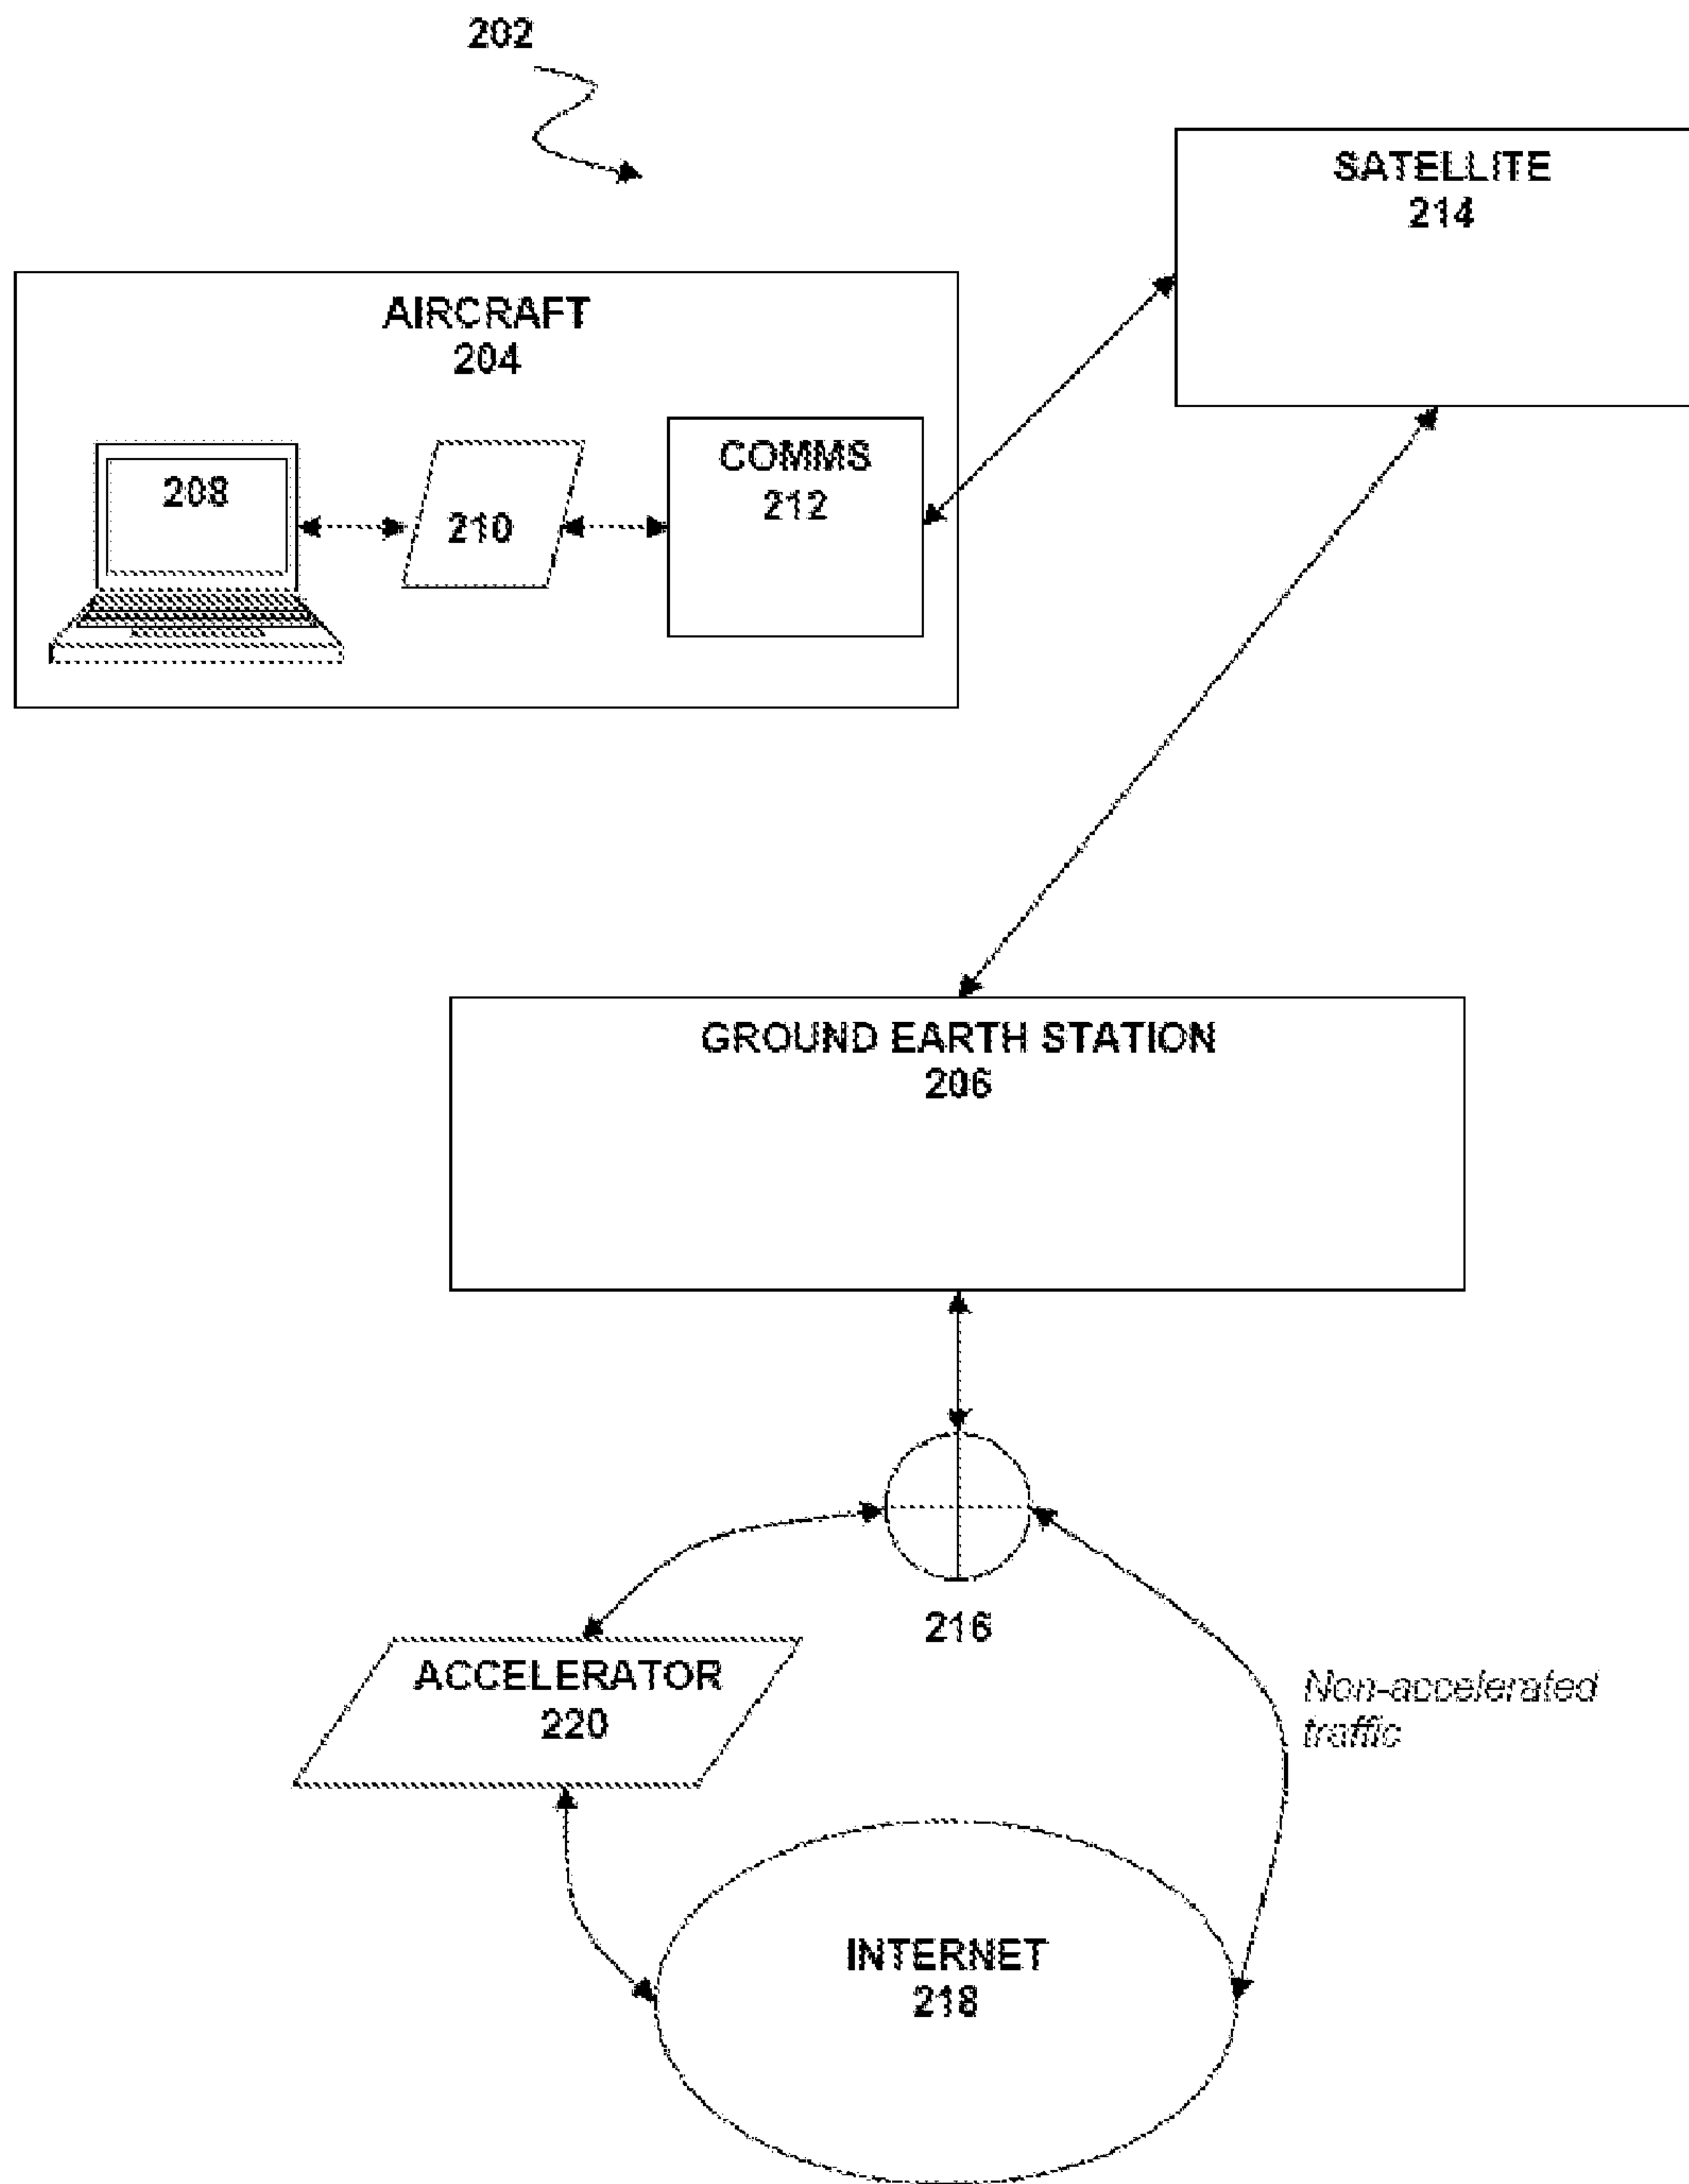 202
SATELLITE
214
AIRCRAFT
204
208
210
COMMS
212
GROUND EARTH STATION
206
216
ACCELERATOR
220
Non-accelerated
traffic
INTERNET
218